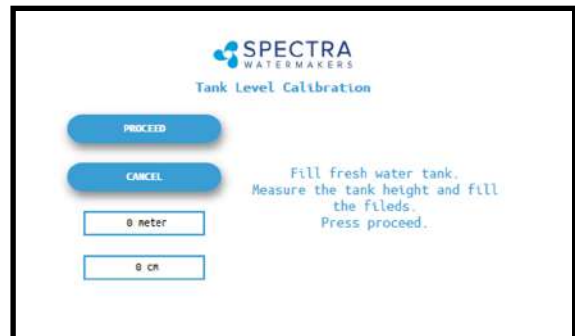 SPECTRA
WATERMAKERS
Tank Level Calibration
PROCEED
CANCEL
0 meter
0 cm
Fill fresh water tank.
Measure the tank height and fill
the fileds.
Press proceed.